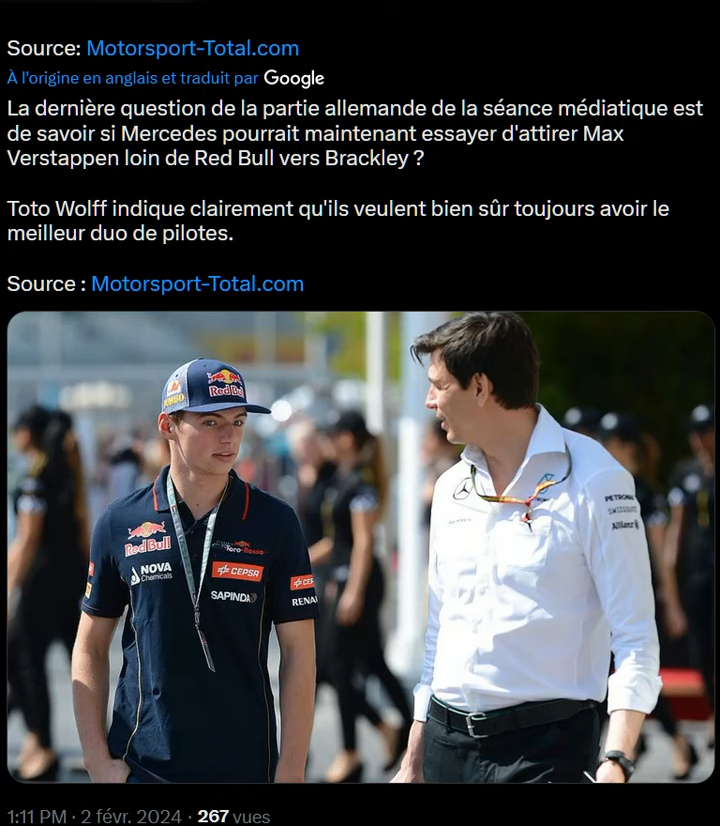 Source: Motorsport-Total.com
À l'origine en anglais et traduit par Google
La dernière question de la partie allemande de la séance médiatique est
de savoir si Mercedes pourrait maintenant essayer d'attirer Max
Verstappen loin de Red Bull vers Brackley ?
Toto Wolff indique clairement qu'ils veulent bien sûr toujours avoir le
meilleur duo de pilotes.
Source : Motorsport-Total.com
Red Bull
JUMBO
Red Bull
Toro Rosso
NOVA
Chemicals
CEPSA
SAPINDA
RENAU
PETRONAS
Allianz
1:11 PM · 2 févr. 2024 · 267 vues